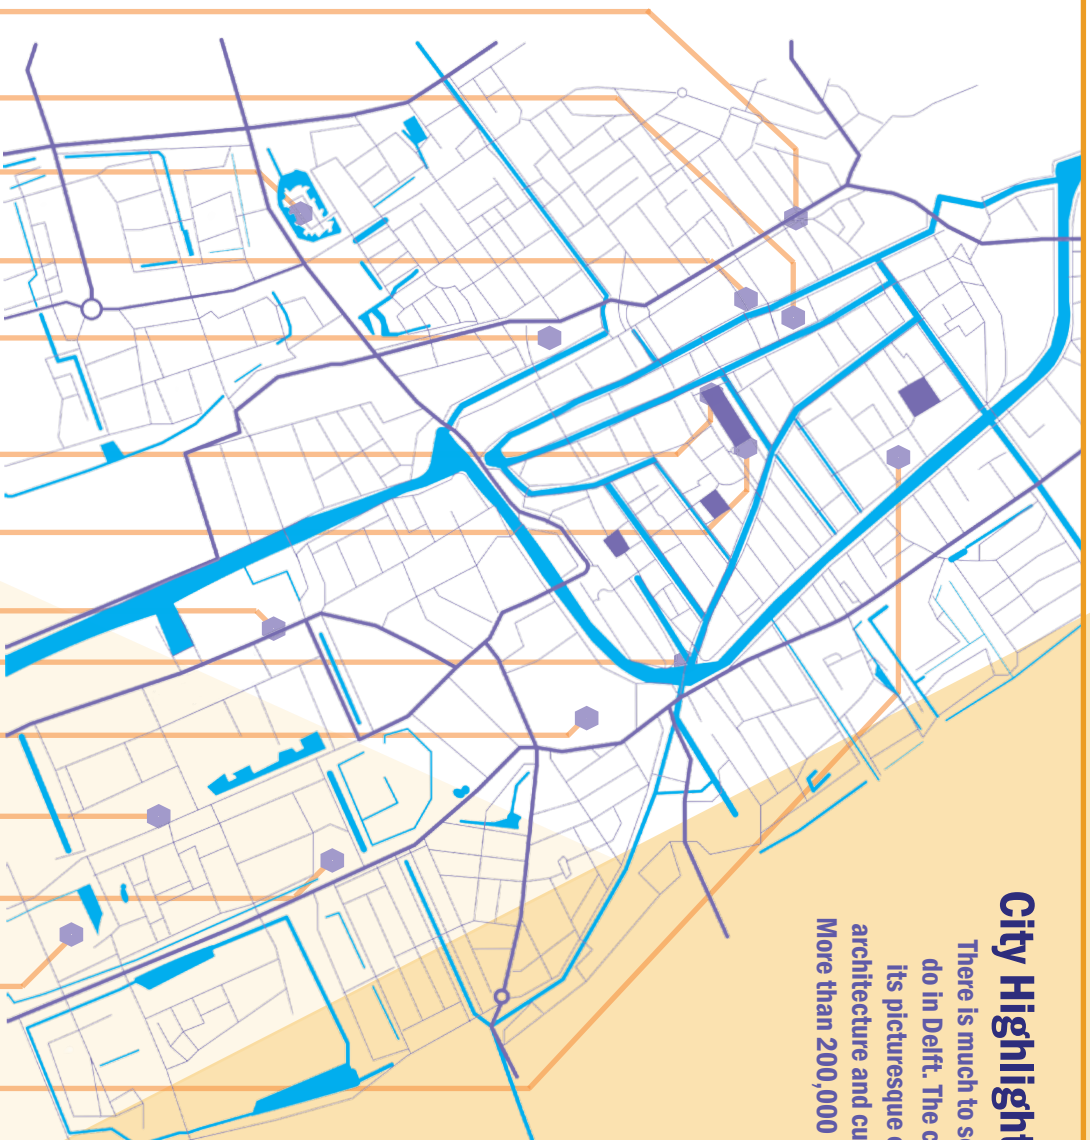 City Highlight
There is much to s
do in Delft. The c
its picturesque
architecture and cu
More than 200,000